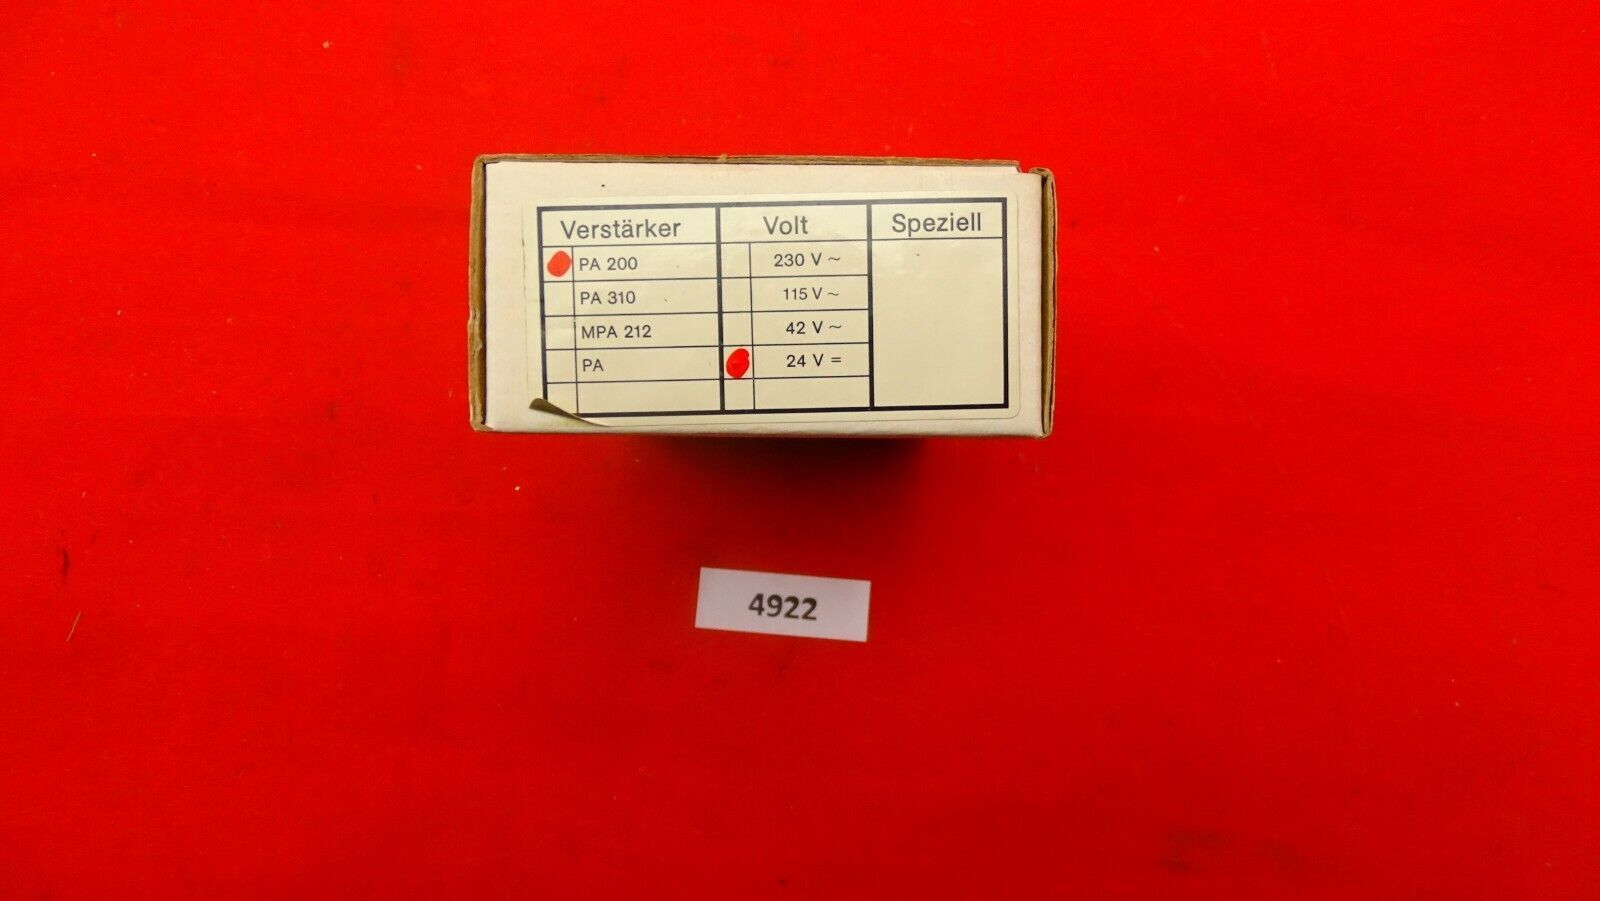 Verstärker Volt Speziell
PA 200 230 V ~
PA 310 115 V ~
MPA 212 42 V ~
PA 24 V =
4922